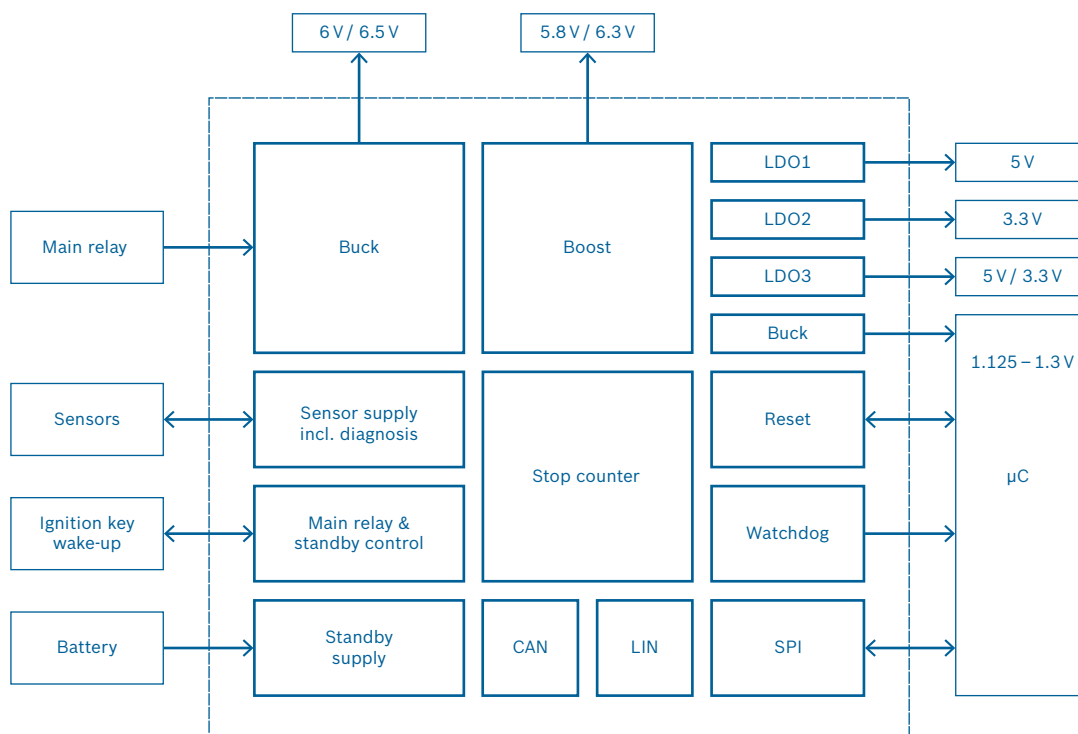 6 V / 6.5 V
5.8 V / 6.3 V
Main relay
Buck
Boost
LDO1
5 V
LDO2
3.3 V
LDO3
5 V / 3.3 V
Buck
1.125 – 1.3 V
Sensors
Sensor supply
incl. diagnosis
Stop counter
Reset
µC
Ignition key
wake-up
Main relay &
standby control
Watchdog
Battery
Standby
supply
CAN
LIN
SPI